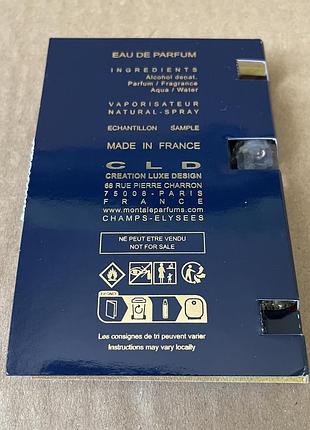 EAU DE PARFUM
INGREDIENTS
Alcohol denat.
Parfum / Fragrance
Aqua / Water
VAPORISATEUR
NATURAL-SPRAY
ECHANTILLON SAMPLE
MADE IN FRANCE
CLD
CREATION LUXE DESIGN
66 RUE PIERRE CHARRON
75008 - PARIS
FRANCE
www.montaleparfums.com
CHAMPS-ELYSEES
NE PEUT ETRE VENDU
NOT FOR SALE
Les consignes de tri peuvent varier
Instructions may vary locally